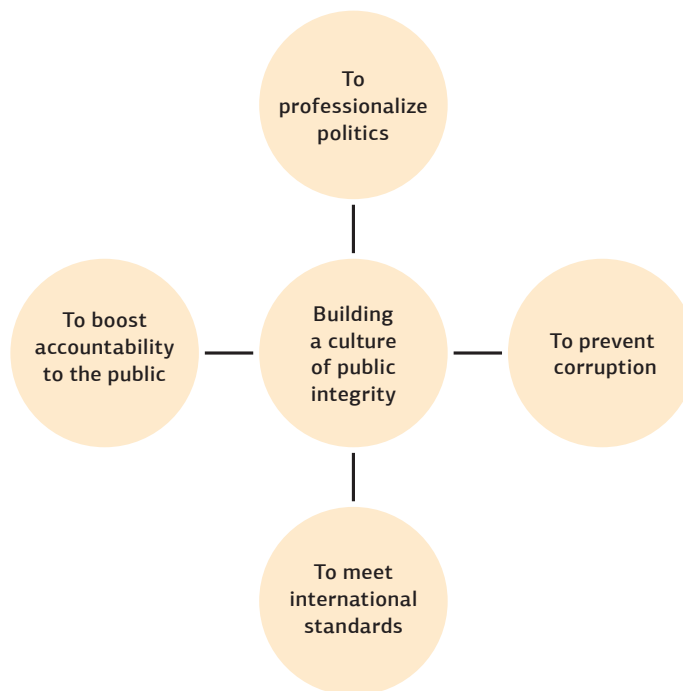 To
professionalize
politics
To boost
accountability
to the public
Building
a culture
of public
integrity
To prevent
corruption
To meet
international
standards